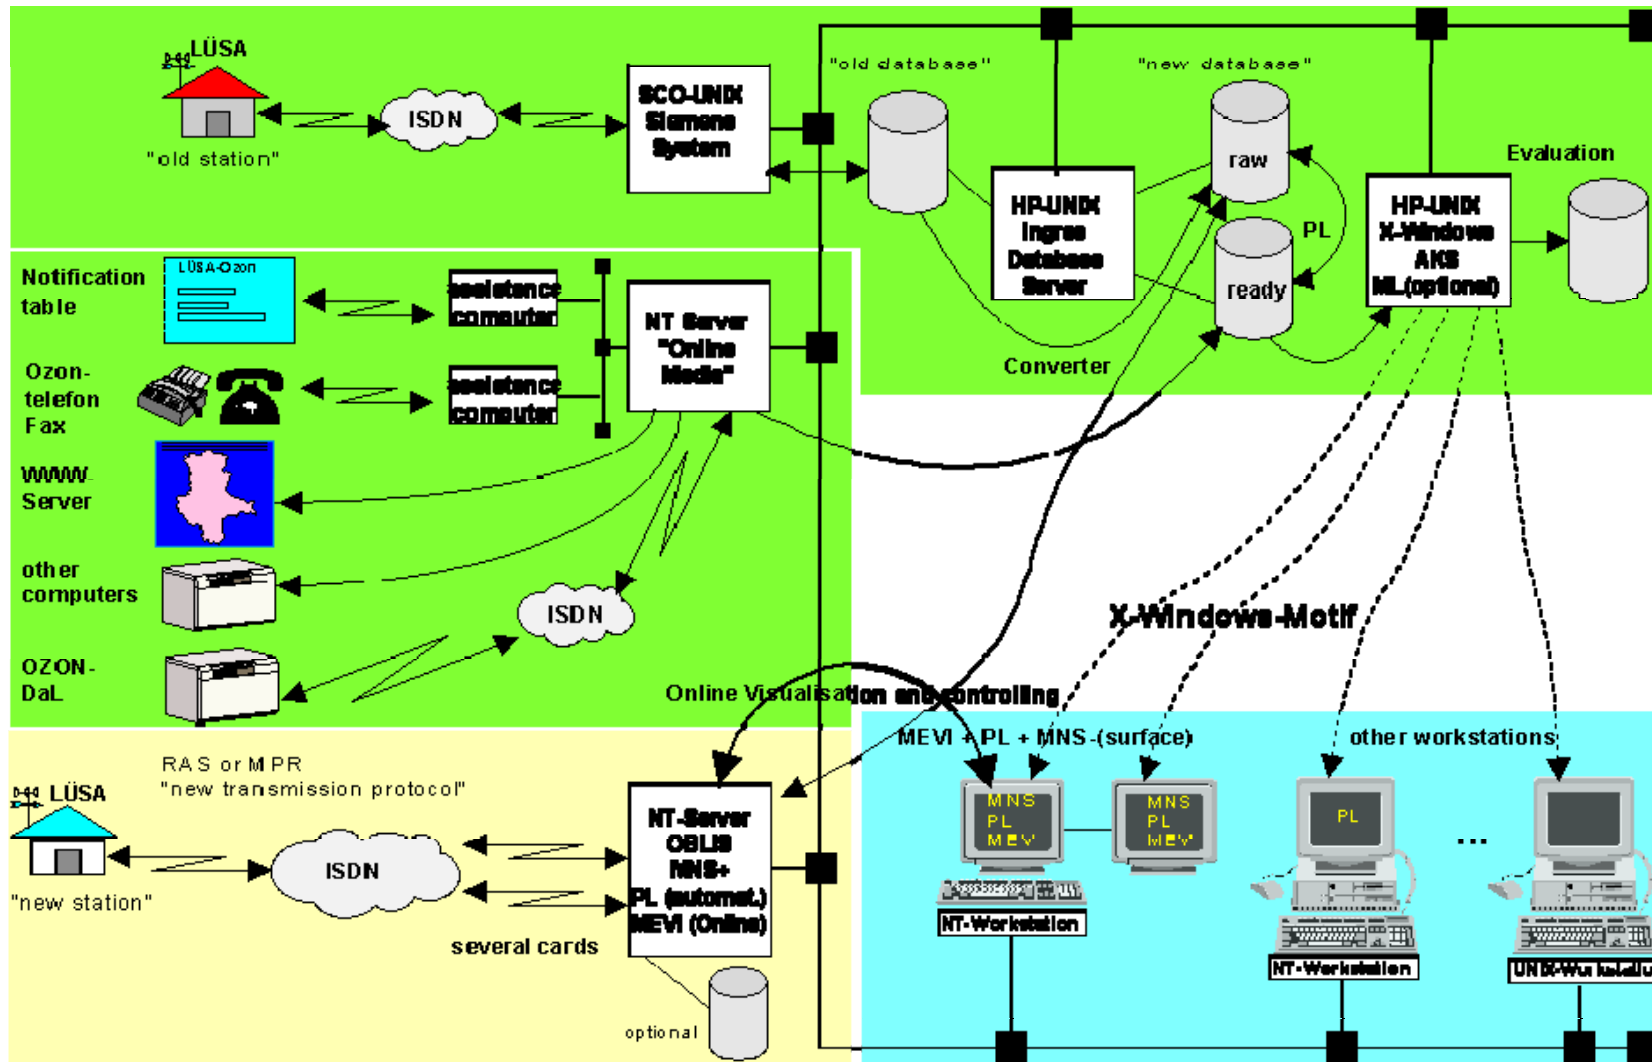 LÜSA
"old station"
ISDN
SCO-UNIX
Siemens
System
"old database"
"new database"
raw
ready
PL
HP-UNIX
Ingres
Database
Server
Converter
HP-UNIX
X-Windows
AKS
ML(optional)
Evaluation
Notification
table
LÜSA-Ozon
assistence
computer
Ozon-
telefon
Fax
assistence
computer
NT Server
"Online
Media"
WWW-
Server
other
computers
OZON-
DaL
ISDN
X-Windows-Motif
Online Visualisation and controlling
RAS or MPR
"new transmission protocol"
LÜSA
"new station"
ISDN
several cards
NT-Server
OBLIS
MNS+
PL (automat.)
MEVI (Online)
optional
MEVI + PL + MNS-(surface)
other workstations
MNS
PL
MEV
MNS
PL
MEV
PL
...
NT-Workstation
NT-Workstation
UNIX-Workstatio